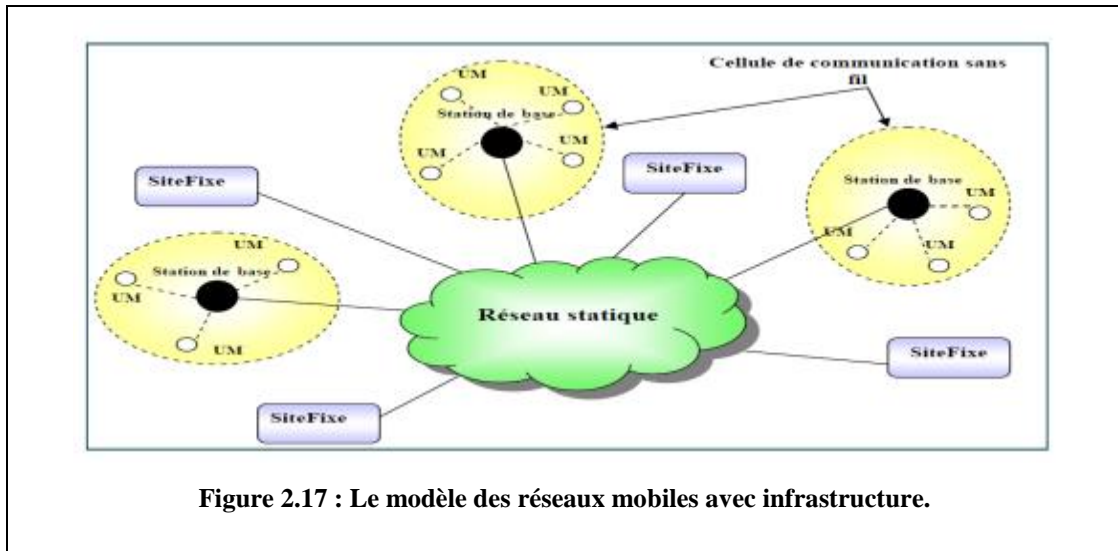 Cellule de communication sans
fil
UM
UM
Station de base
UM
UM
SiteFixe
SiteFixe
Station de base
UM
UM
UM
UM
Station de base
UM
UM
Réseau statique
SiteFixe
SiteFixe
Figure 2.17 : Le modèle des réseaux mobiles avec infrastructure.